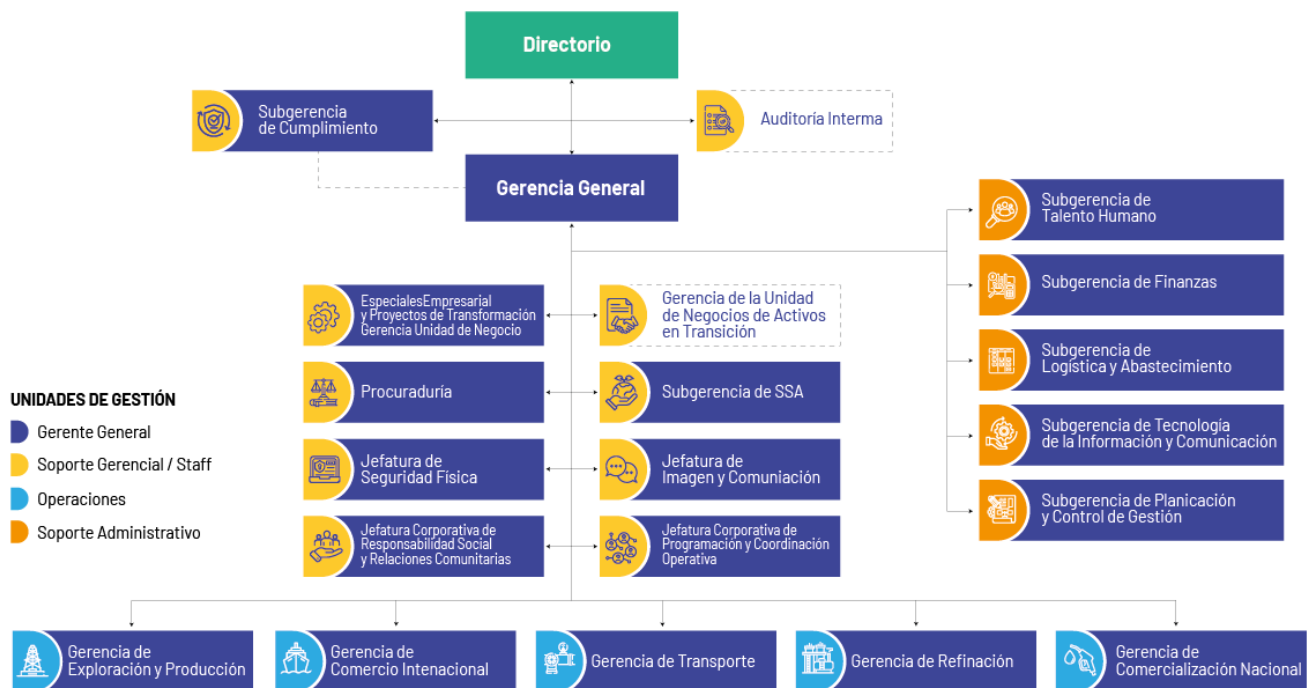 Directorio
Subgerencia
de Cumplimiento
Auditoría Interma
Gerencia General
Subgerencia de
Talento Humano
EspecialesEmpresarial
y Proyectos de Transformación
Gerencia Unidad de Negocio
Gerencia de la Unidad
de Negocios de Activos
en Transición
Subgerencia de Finanzas
Procuraduría
Subgerencia de SSA
Subgerencia de
Logística y Abastecimiento
UNIDADES DE GESTIÓN
Gerente General
Soporte Gerencial / Staff
Operaciones
Soporte Administrativo
Jefatura de
Seguridad Física
Jefatura de
Imagen y Comuniación
Subgerencia de Tecnología
de la Información y Comunicación
Jefatura Corporativa de
Responsabilidad Social
y Relaciones Comunitarias
Jefatura Corporativa de
Programación y Coordinación
Operativa
Subgerencia de Planicación
y Control de Gestión
Gerencia de
Exploración y Producción
Gerencia de
Comercio Intenacional
Gerencia de Transporte
Gerencia de Refinación
Gerencia de
Comercialización Nacional